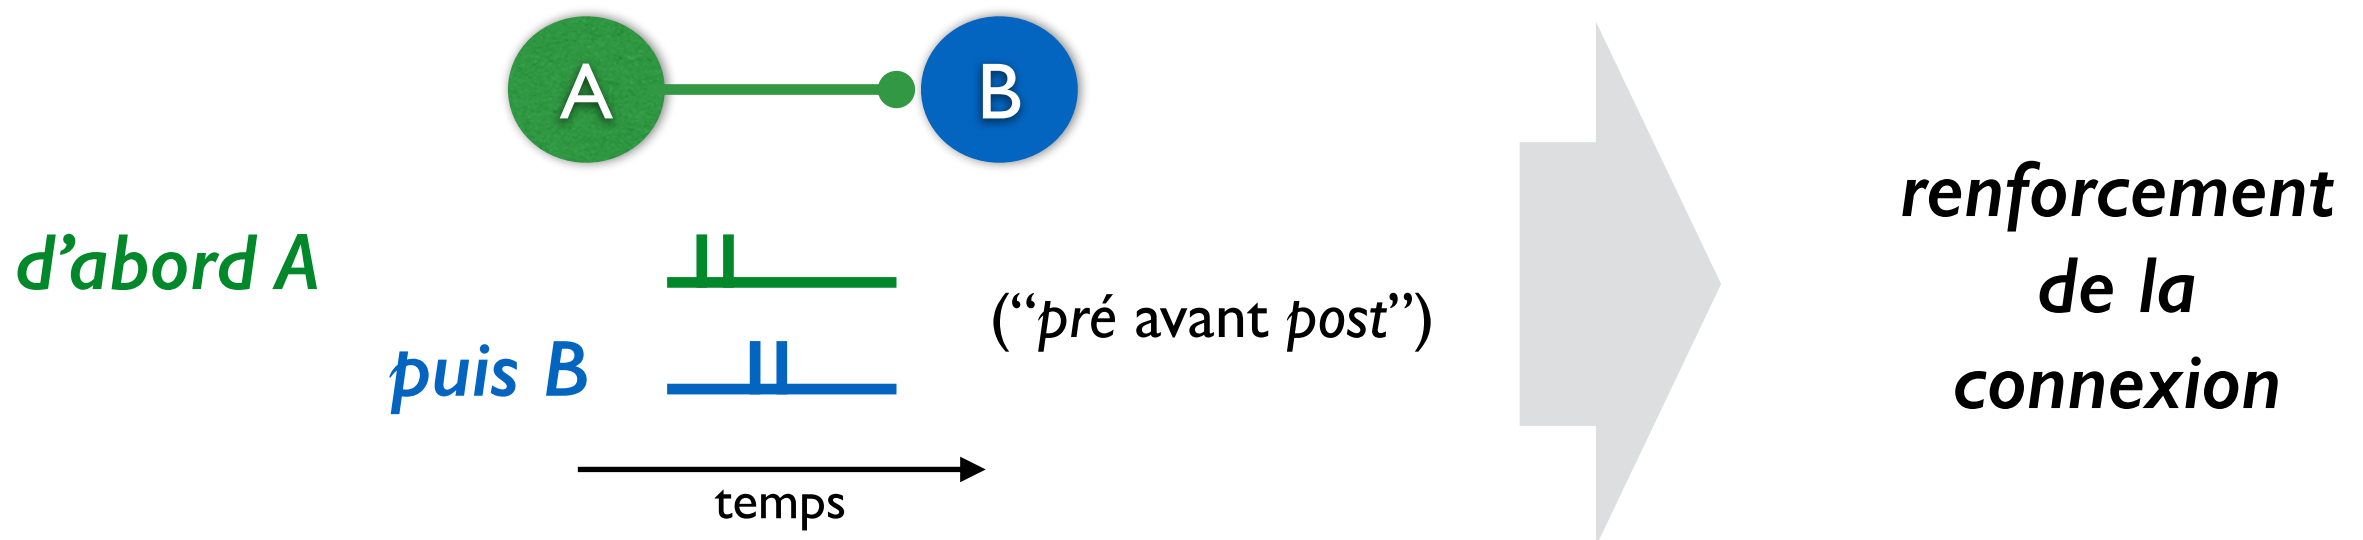 A
B
d’abord A
puis B
(“pré avant post”)
temps
renforcement
de la
connexion